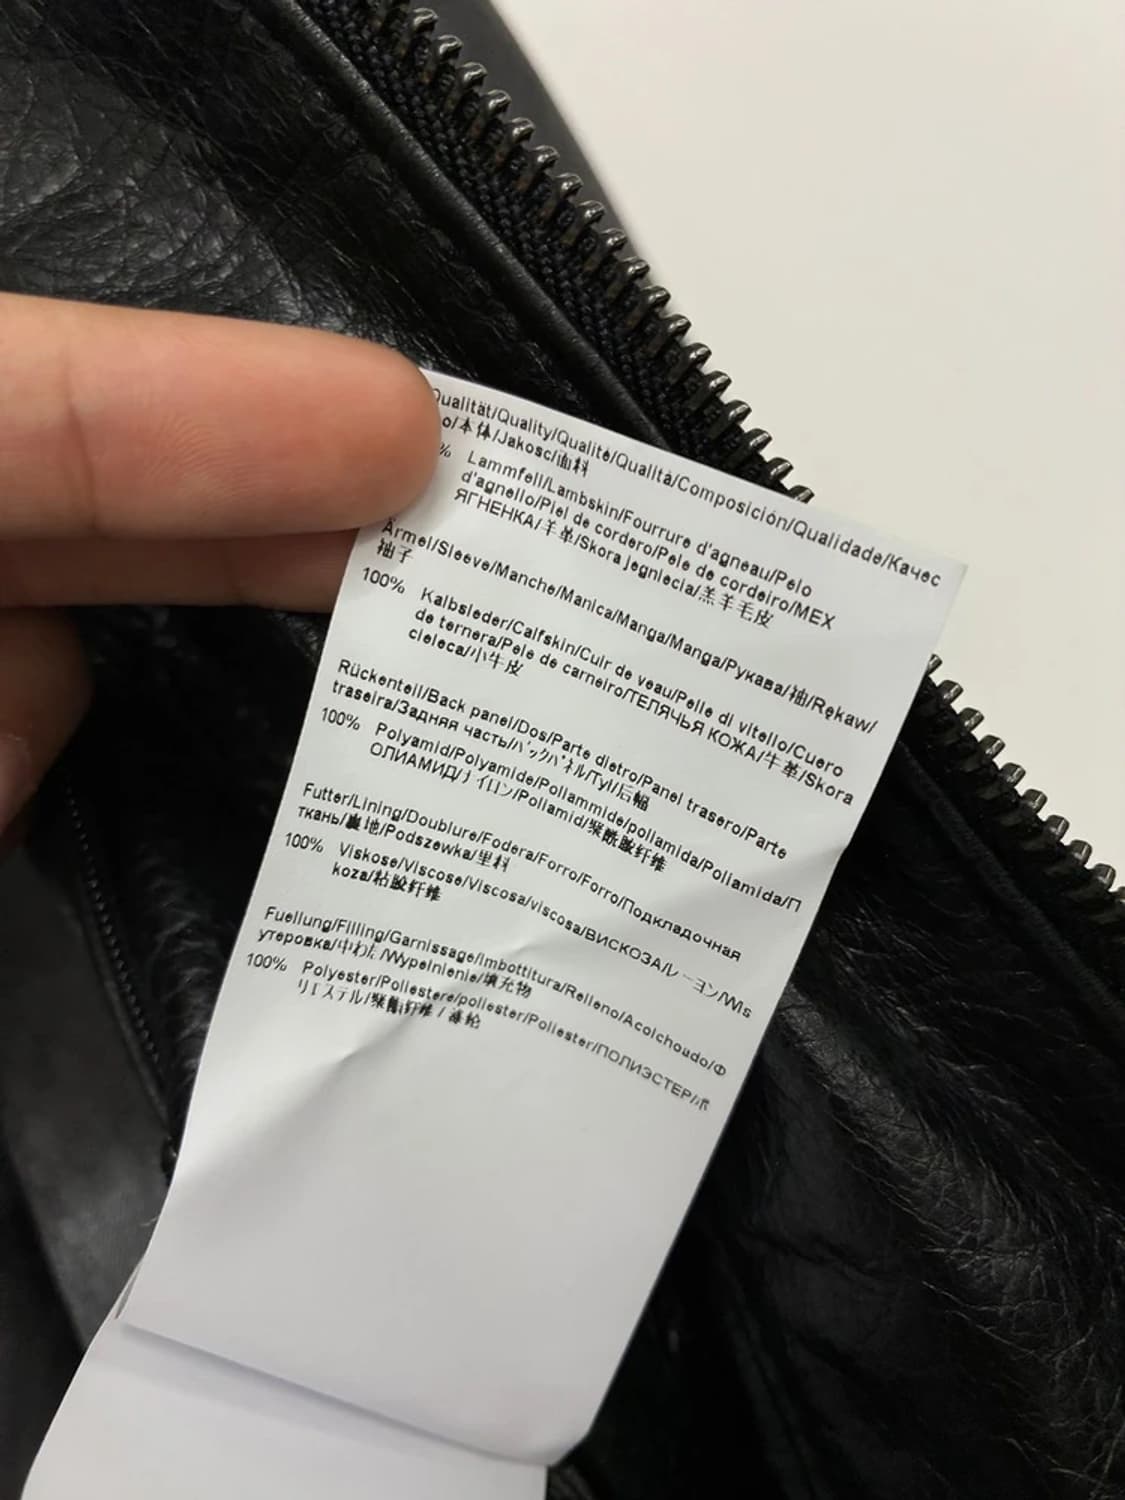 Qualität/Quality/Qualité/Qualità/Composición/Qualidade/Качес
о/本体/Jakosc/面料
% Lammfell/Lambskin/Fourrure d'agneau/Pelo
d'agnello/Piel de cordero/Pele de cordeiro/MEX
ЯГНЕНКА/羊革/Skora jegniecia/羔羊毛皮
Ärmel/Sleeve/Manche/Manica/Manga/Manga/Рукава/袖/Rękaw/
袖子
100% Kalbsleder/Calfskin/Cuir de veau/Pelle di vitello/Cuero
de ternera/Pele de carneiro/ТЕЛЯЧЬЯ КОЖА/牛革/Skora
cieleca/小牛皮
Rückenteil/Back panel/Dos/Parte dietro/Panel trasero/Parte
traseira/Задняя часть/バックパネル/Tyl/后幅
100% Polyamid/Polyamide/Poliammide/poliamida/Poliamida/П
ОЛИАМИД/ナイロン/Poliamid/聚酰胺纤维
Futter/Lining/Doublure/Fodera/Forro/Forro/Подкладочная
ткань/裏地/Podszewka/里料
100% Viskose/Viscose/Viscosa/viscosa/ВИСКОЗА/レーヨン/Wis
koza/粘胶纤维
Fuellung/Filling/Garnissage/Imbottitura/Relleno/Acolchoudo/Ф
утеровка/中わた/Wypelnienie/填充物
100% Polyester/Poliestere/poliester/Poliester/ПОЛИЭСТЕР/ポ
リエステル/聚酯纤维/涤纶